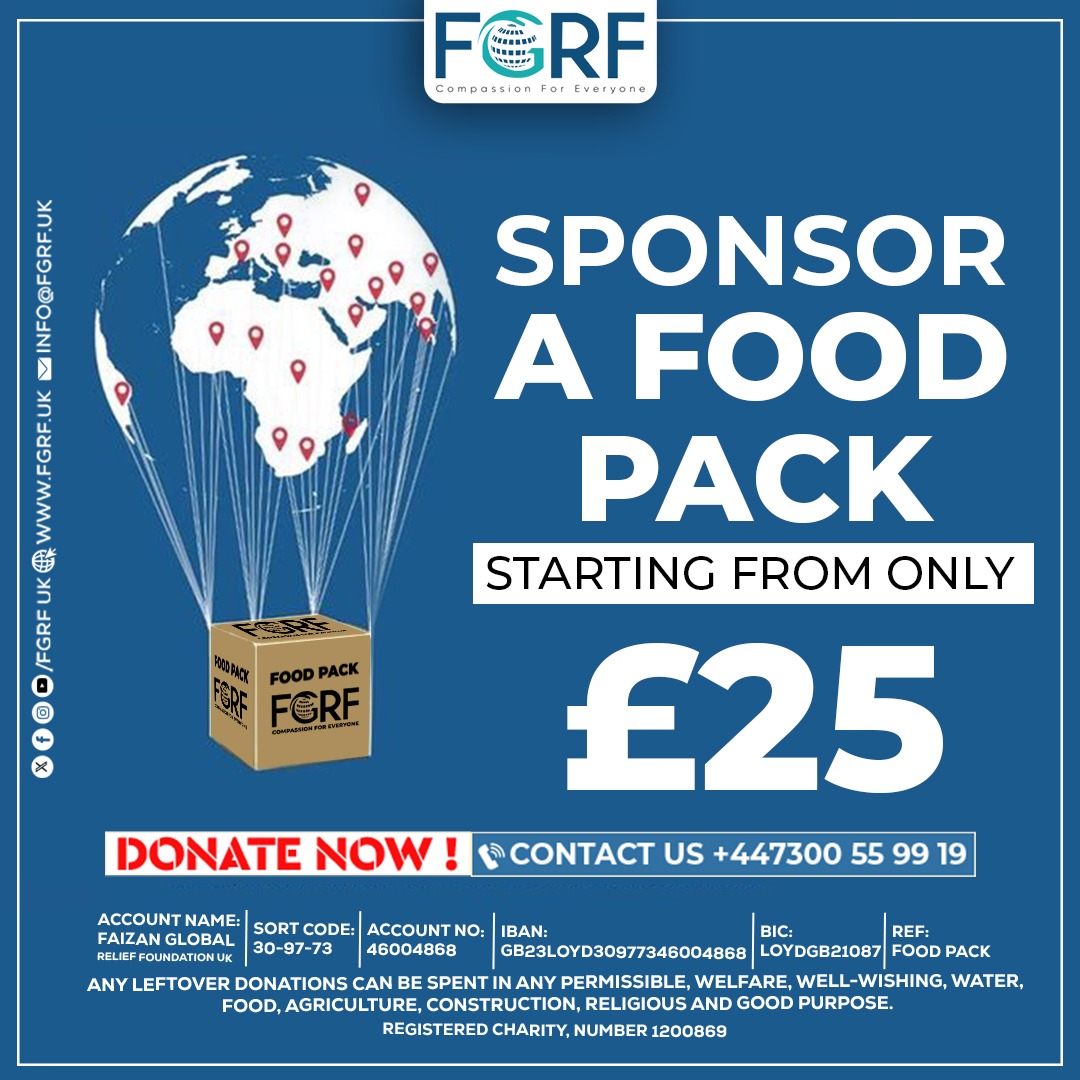 FGRF
Compassion For Everyone
SPONSOR
A FOOD
PACK
STARTING FROM ONLY
£25
/FGRF UK WWW.FGRF.UK INFO@FGRF.UK
FGRF
FOOD PACK
FGRF
FOOD PACK
FGRF
COMPASSION FOR EVERYONE
DONATE NOW !
CONTACT US +447300 55 99 19
ACCOUNT NAME:
FAIZAN GLOBAL
RELIEF FOUNDATION UK
SORT CODE:
30-97-73
ACCOUNT NO:
46004868
IBAN:
GB23LOYD30977346004868
BIC:
LOYDGB21087
REF:
FOOD PACK
ANY LEFTOVER DONATIONS CAN BE SPENT IN ANY PERMISSIBLE, WELFARE, WELL-WISHING, WATER,
FOOD, AGRICULTURE, CONSTRUCTION, RELIGIOUS AND GOOD PURPOSE.
REGISTERED CHARITY, NUMBER 1200869